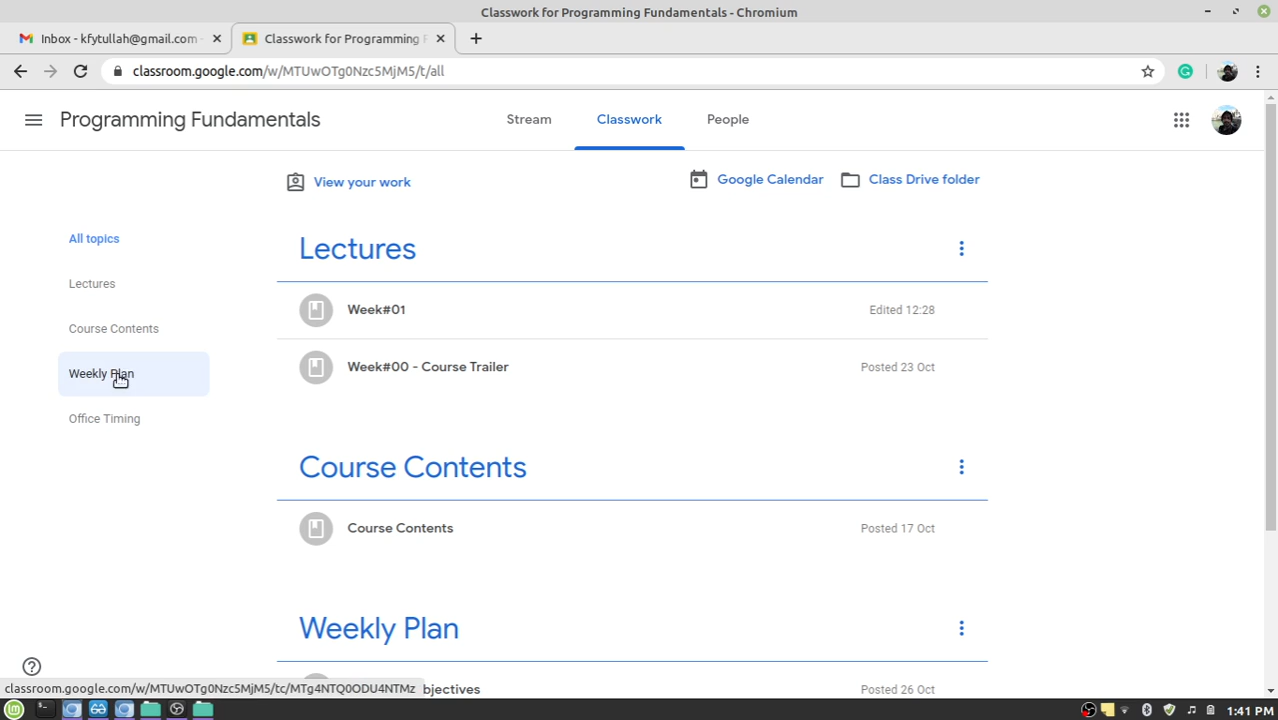 Classwork for Programming Fundamentals - Chromium
Inbox - kfytullah@gmail.com -
Classwork for Programming F
classroom.google.com/w/MTUwOTg0Nzc5MjM5/t/all
Programming Fundamentals
Stream
Classwork
People
View your work
Google Calendar
Class Drive folder
All topics
Lectures
Course Contents
Weekly Plan
Office Timing
Lectures
Week#01
Edited 12:28
Week#00 - Course Trailer
Posted 23 Oct
Course Contents
Course Contents
Posted 17 Oct
Weekly Plan
bjectives
Posted 26 Oct
classroom.google.com/w/MTUwOTg0Nzc5MjM5/tc/MTg4NTQ0ODU4NTMz
1:41 PM